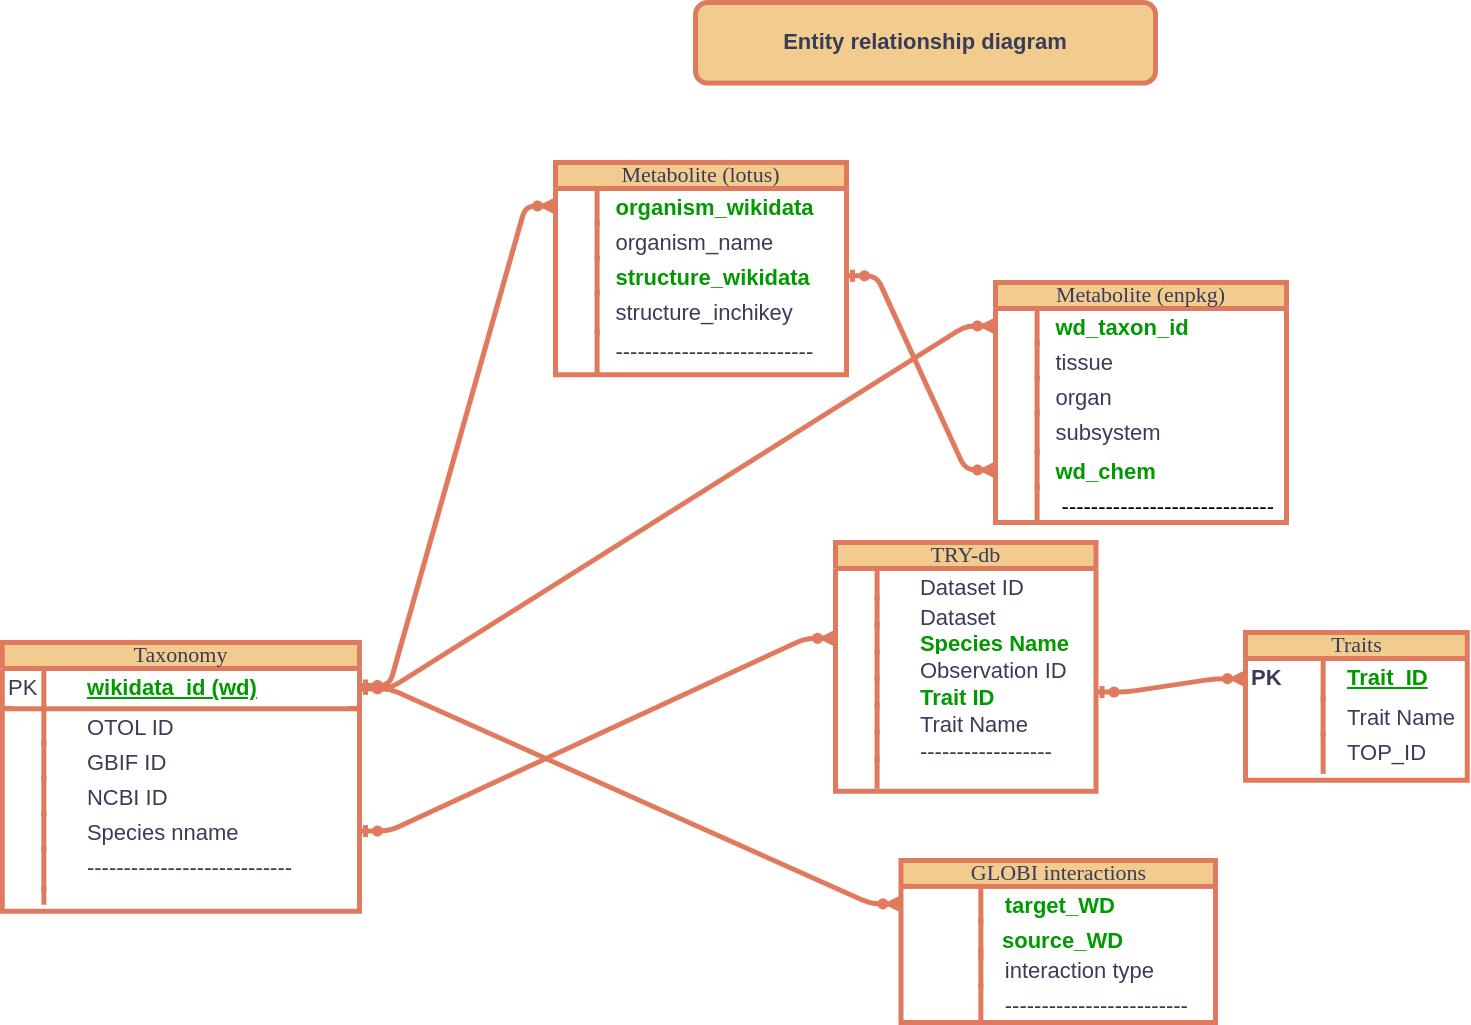 Entity relationship diagram
Metabolite (lotus)
organism_wikidata
organism_name
structure_wikidata
structure_inchikey
---------------------------
Metabolite (enpkg)
wd_taxon_id
tissue
organ
subsystem
wd_chem
-----------------------------
TRY-db
Dataset ID
Dataset
Species Name
Observation ID
Trait ID
Trait Name
------------------
Traits
PK Trait_ID
Trait Name
TOP_ID
Taxonomy
PK wikidata_id (wd)
OTOL ID
GBIF ID
NCBI ID
Species nname
----------------------------
GLOBI interactions
target_WD
source_WD
interaction type
-------------------------